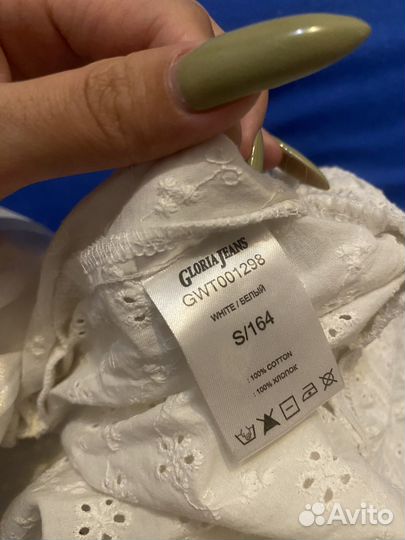 GLORIA JEANS
GWT001298
WHITE / БЕЛЫЙ
S/164
: 100% COTTON
: 100% ХЛОПОК
Avito